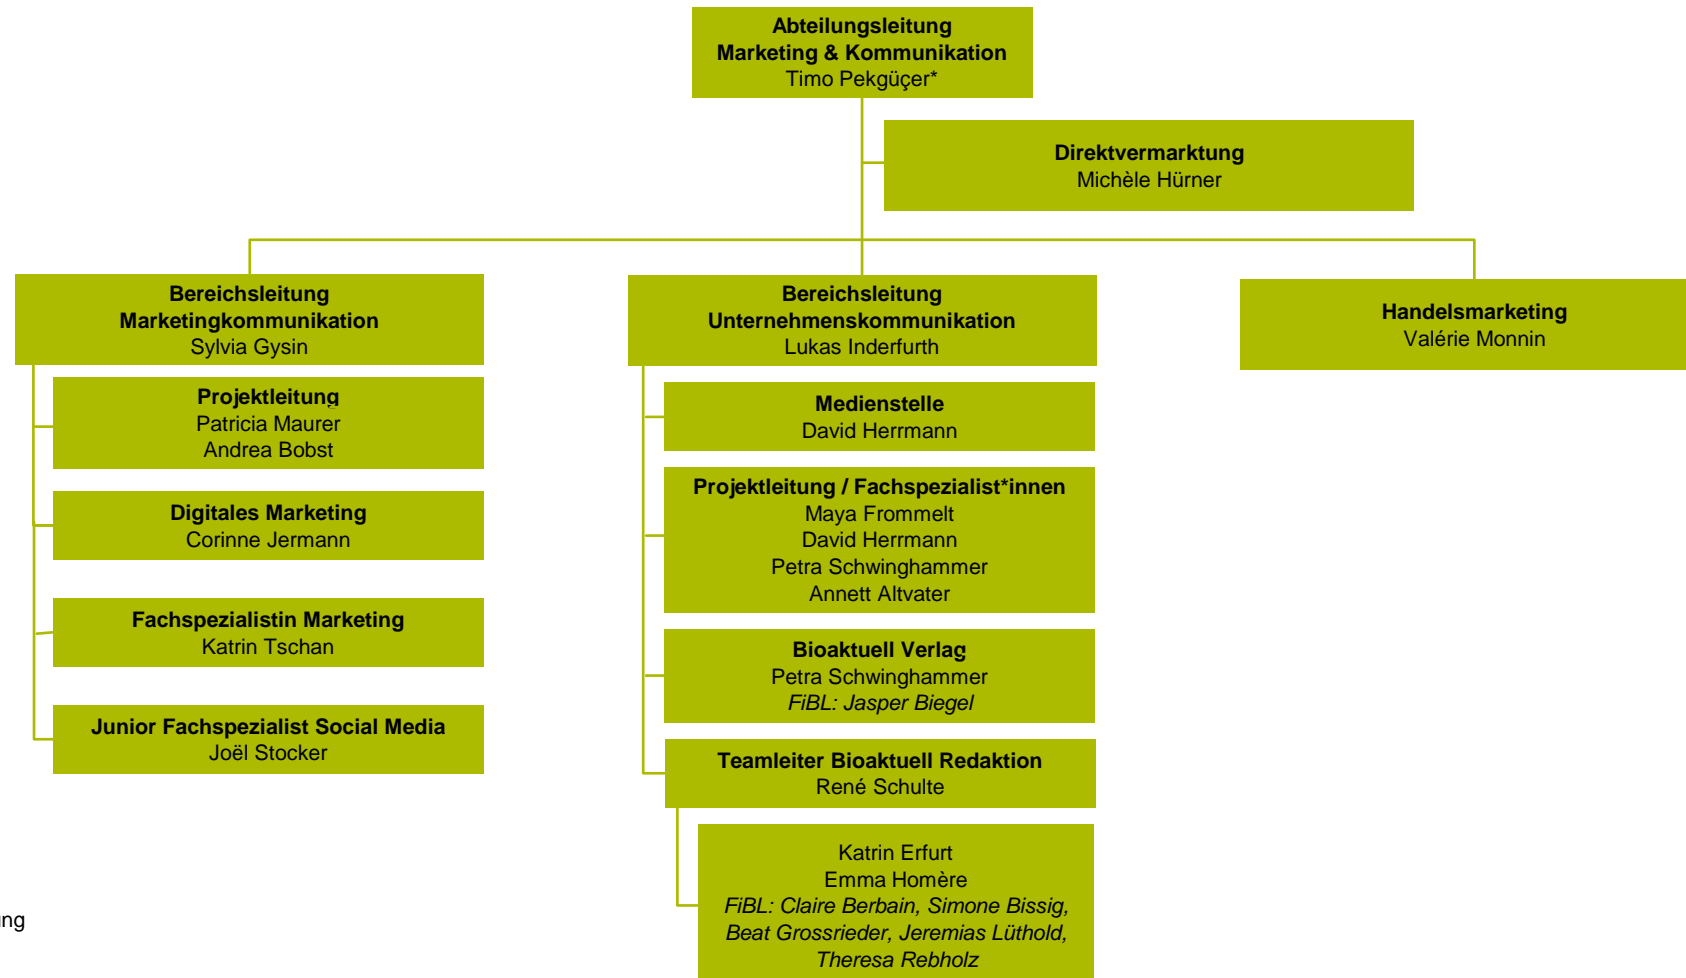 Abteilungsleitung
Marketing & Kommunikation
Timo Pekgüçer*
Direktvermarktung
Michèle Hürner
Bereichsleitung
Marketingkommunikation
Sylvia Gysin
Projektleitung
Patricia Maurer
Andrea Bobst
Digitales Marketing
Corinne Jermann
Fachspezialistin Marketing
Katrin Tschan
Junior Fachspezialist Social Media
Joël Stocker
Bereichsleitung
Unternehmenskommunikation
Lukas Inderfurth
Medienstelle
David Herrmann
Projektleitung / Fachspezialist*innen
Maya Frommelt
David Herrmann
Petra Schwinghammer
Annett Altvater
Bioaktuell Verlag
Petra Schwinghammer
FiBL: Jasper Biegel
Teamleiter Bioaktuell Redaktion
René Schulte
Katrin Erfurt
Emma Homère
FiBL: Claire Berbain, Simone Bissig,
Beat Grossrieder, Jeremias Lüthold,
Theresa Rebholz
Handelsmarketing
Valérie Monnin